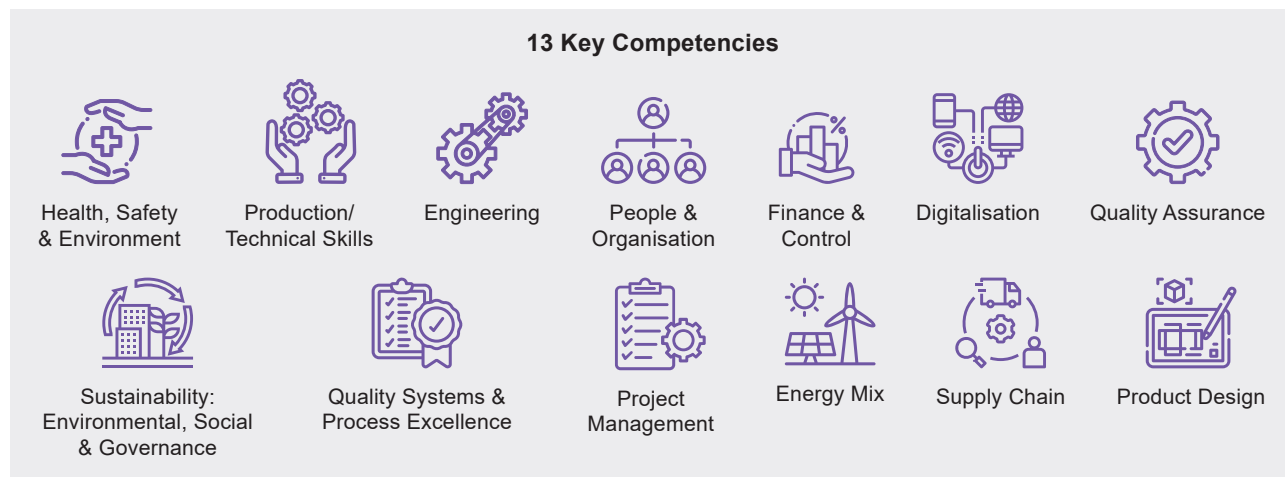 13 Key Competencies
Health, Safety
& Environment
Production/
Technical Skills
Engineering
People &
Organisation
Finance &
Control
Digitalisation
Quality Assurance
Sustainability:
Environmental, Social
& Governance
Quality Systems &
Process Excellence
Project
Management
Energy Mix
Supply Chain
Product Design